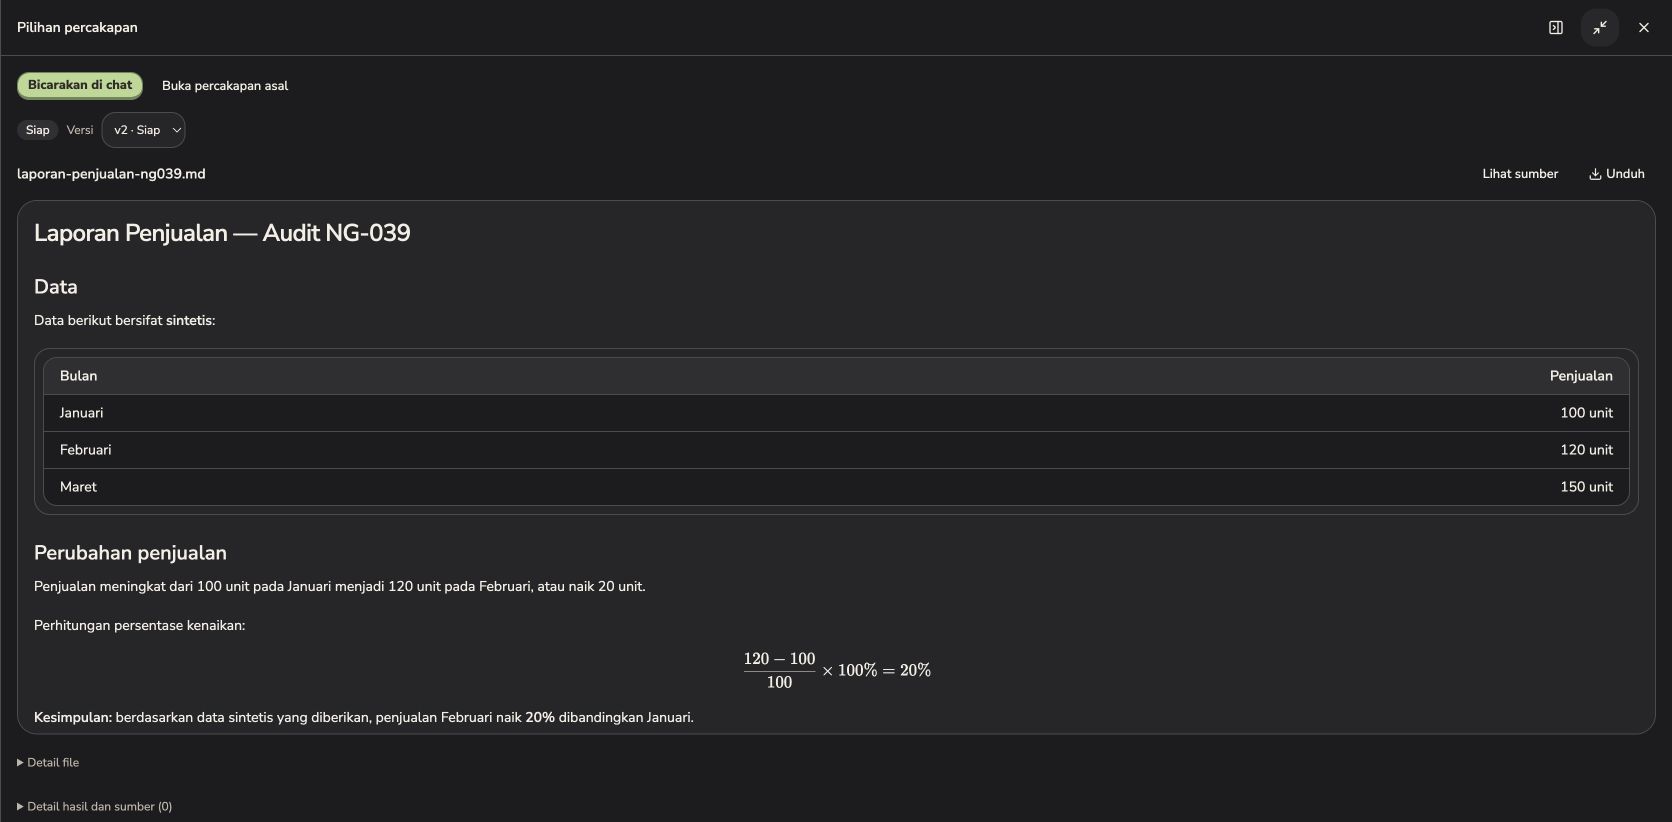 Pilihan percakapan
Bicarakan di chat Buka percakapan asal
Siap Versi v2 · Siap
laporan-penjualan-ng039.md Lihat sumber Unduh
Laporan Penjualan — Audit NG-039
Data
Data berikut bersifat sintetis:
Bulan Penjualan
Januari 100 unit
Februari 120 unit
Maret 150 unit
Perubahan penjualan
Penjualan meningkat dari 100 unit pada Januari menjadi 120 unit pada Februari, atau naik 20 unit.
Perhitungan persentase kenaikan:
120 − 100
100
× 100% = 20%
Kesimpulan: berdasarkan data sintetis yang diberikan, penjualan Februari naik 20% dibandingkan Januari.
Detail file
Detail hasil dan sumber (0)